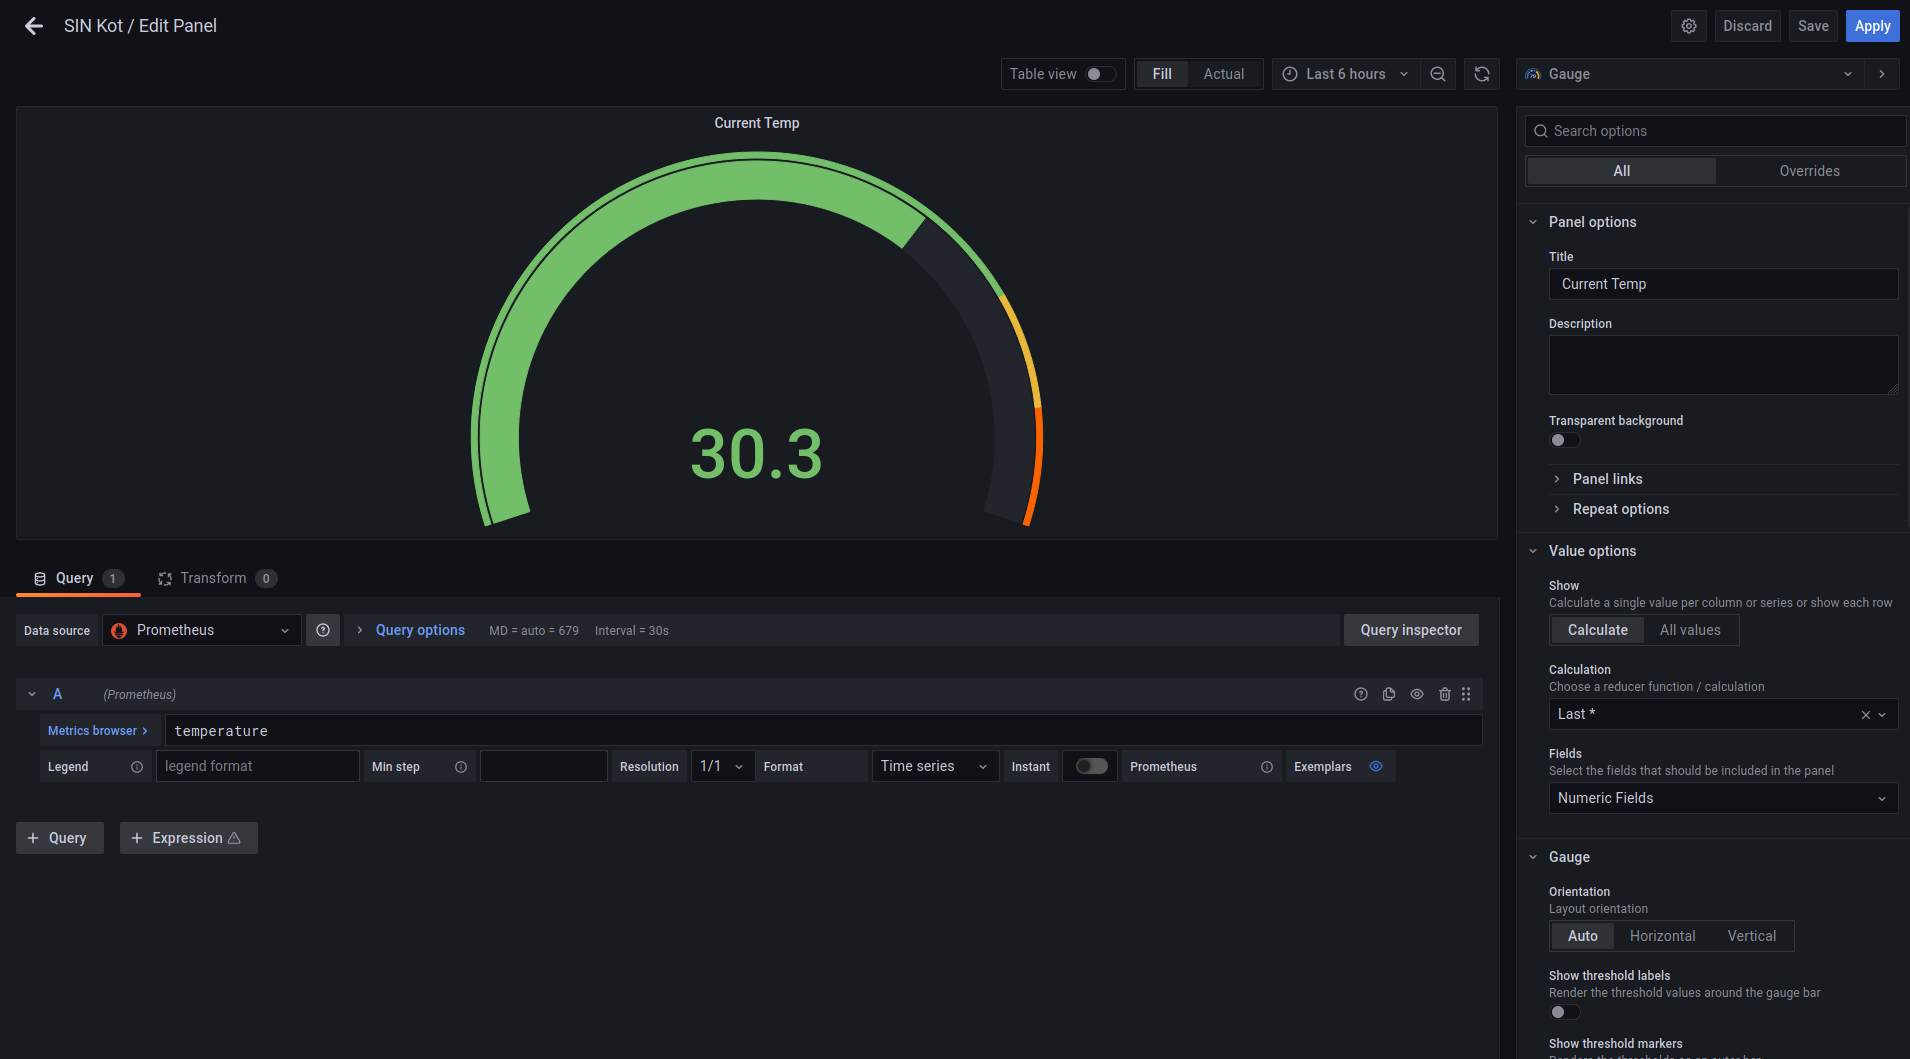 SIN Kot / Edit Panel
Discard
Save
Apply
Table view
Fill
Actual
Last 6 hours
Gauge
Current Temp
30.3
Search options
All
Overrides
Panel options
Title
Current Temp
Description
Transparent background
Panel links
Repeat options
Value options
Show
Calculate a single value per column or series or show each row
Calculate
All values
Calculation
Choose a reducer function / calculation
Last *
Fields
Select the fields that should be included in the panel
Numeric Fields
Gauge
Orientation
Layout orientation
Auto
Horizontal
Vertical
Show threshold labels
Render the threshold values around the gauge bar
Show threshold markers
Query 1
Transform 0
Data source
Prometheus
Query options
MD = auto = 679
Interval = 30s
Query inspector
A
(Prometheus)
Metrics browser
temperature
Legend
legend format
Min step
Resolution
1/1
Format
Time series
Instant
Prometheus
Exemplars
+ Query
+ Expression